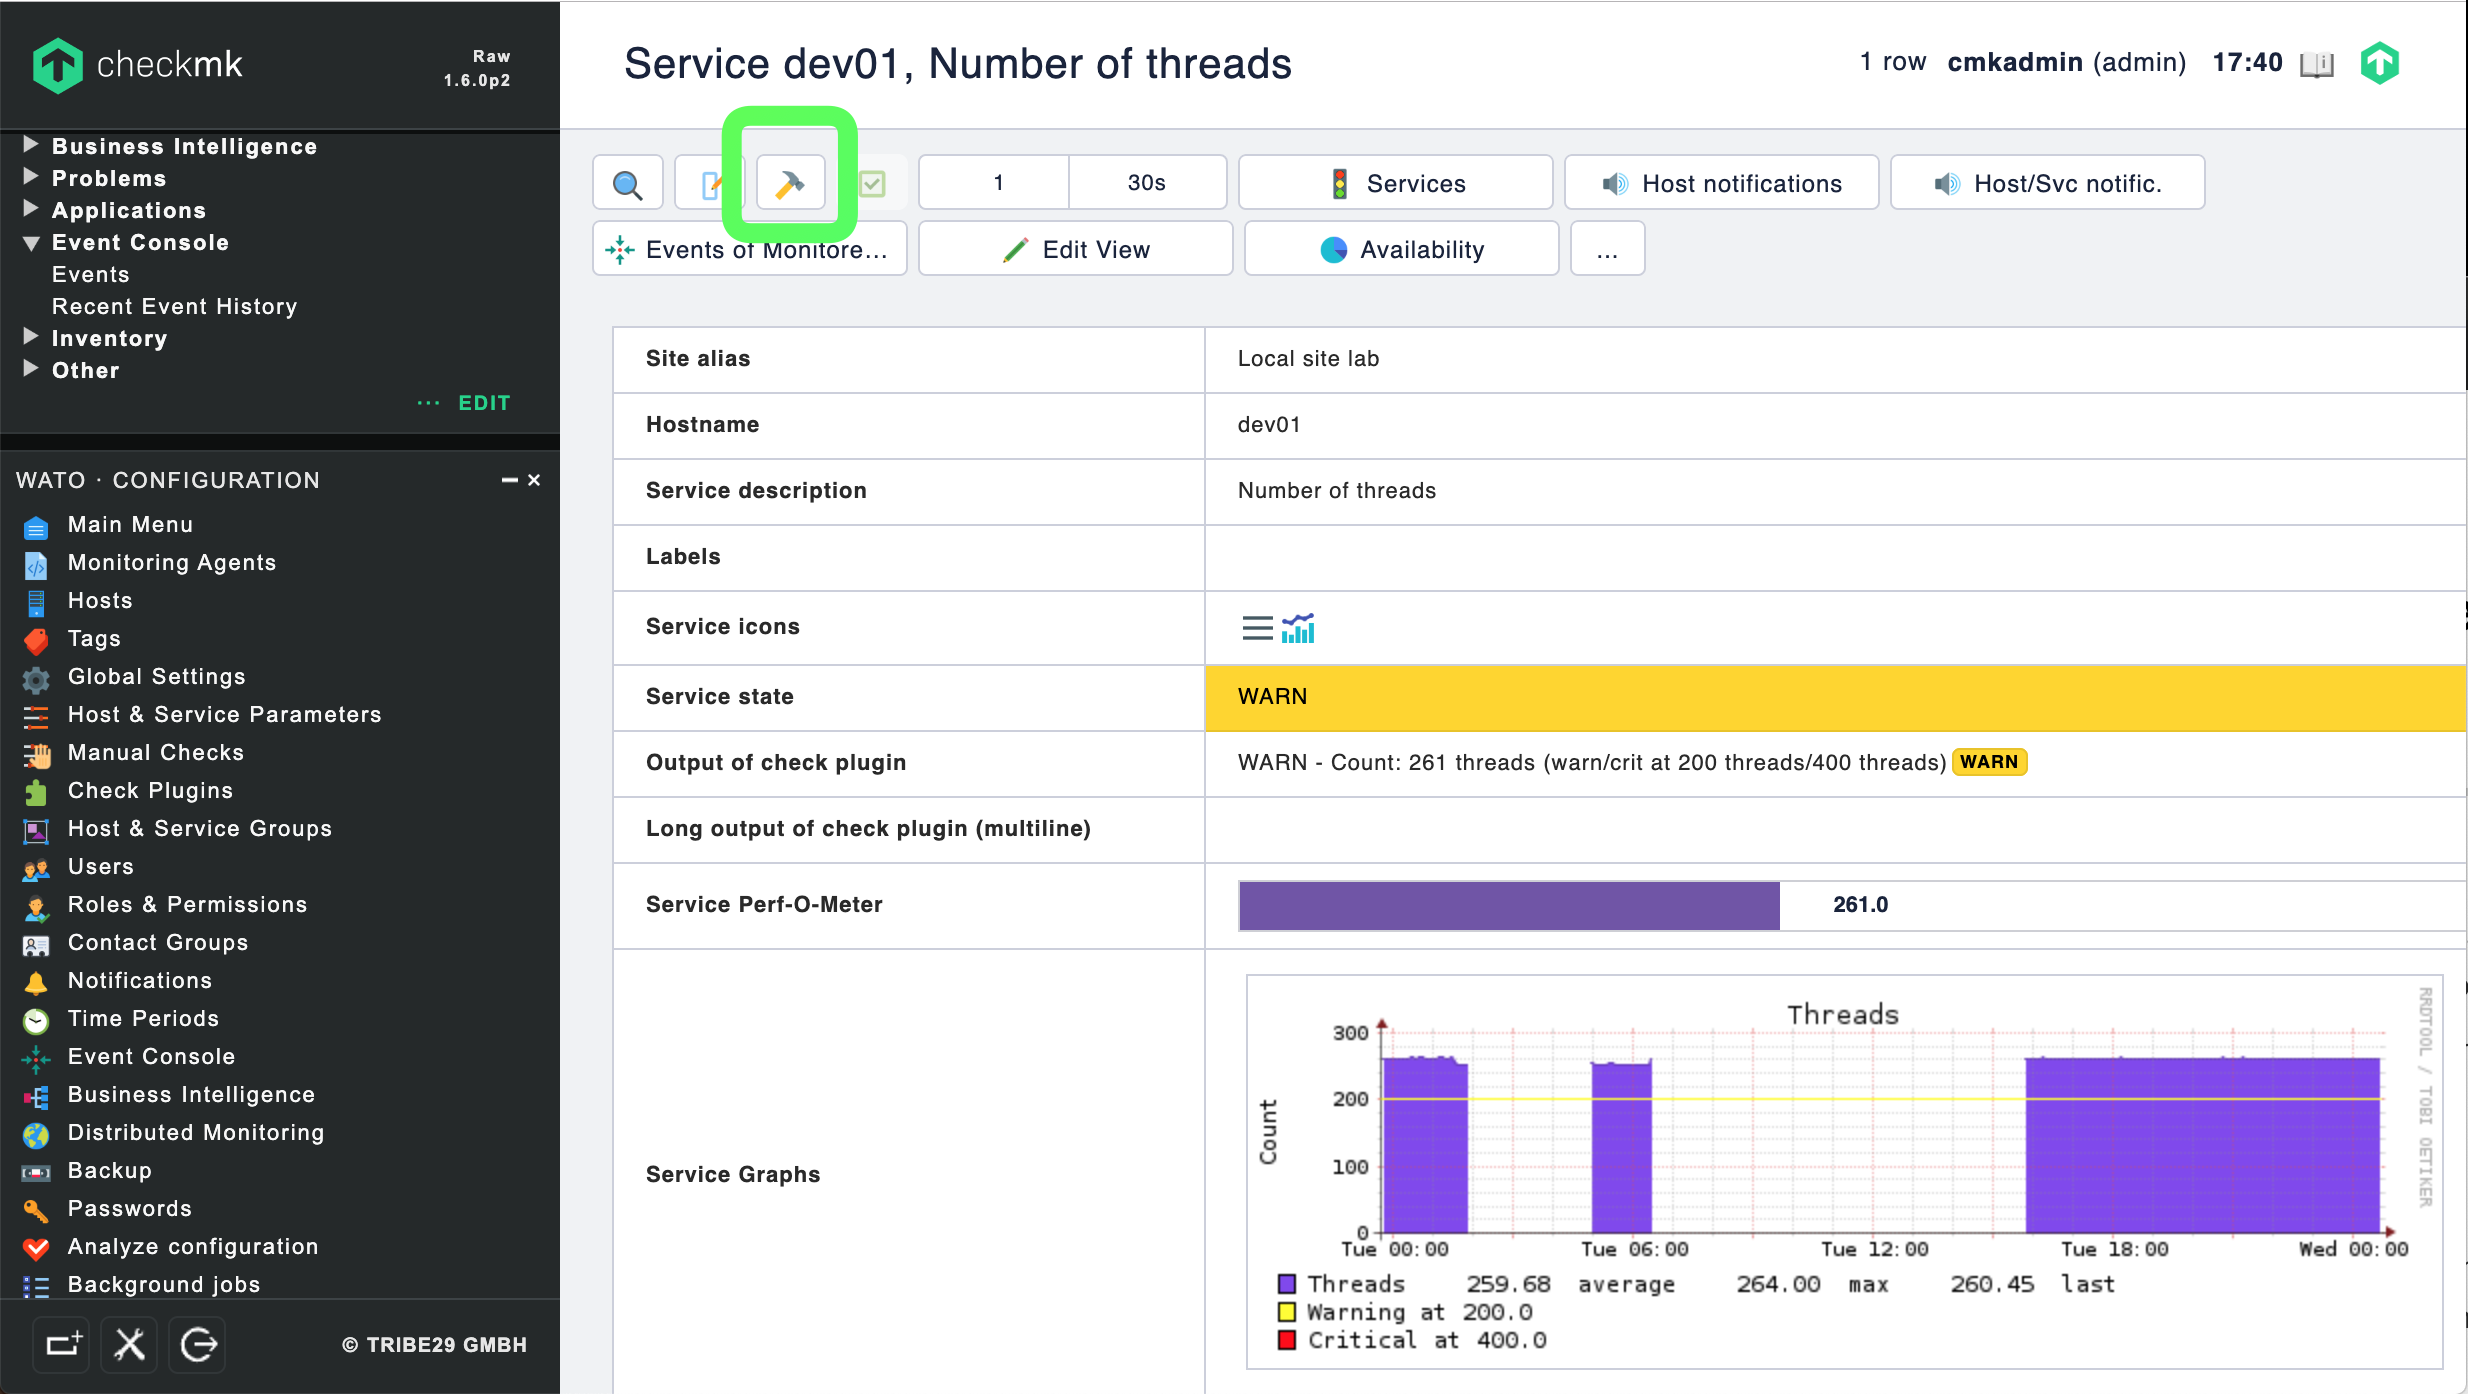 checkmk
Raw
1.6.0p2
Business Intelligence
Problems
Applications
Event Console
Events
Recent Event History
Inventory
Other
··· EDIT
WATO · CONFIGURATION
Main Menu
Monitoring Agents
Hosts
Tags
Global Settings
Host & Service Parameters
Manual Checks
Check Plugins
Host & Service Groups
Users
Roles & Permissions
Contact Groups
Notifications
Time Periods
Event Console
Business Intelligence
Distributed Monitoring
Backup
Passwords
Analyze configuration
Background jobs
© TRIBE29 GMBH
Service dev01, Number of threads
1 row cmkadmin (admin) 17:40
1 30s Services Host notifications Host/Svc notific.
Events of Monitore... Edit View Availability ...
Site alias Local site lab
Hostname dev01
Service description Number of threads
Labels
Service icons
Service state WARN
Output of check plugin WARN - Count: 261 threads (warn/crit at 200 threads/400 threads) WARN
Long output of check plugin (multiline)
Service Perf-O-Meter 261.0
Service Graphs
Threads
Count
300
200
100
0
Tue 00:00 Tue 06:00 Tue 12:00 Tue 18:00 Wed 00:00
Threads 259.68 average 264.00 max 260.45 last
Warning at 200.0
Critical at 400.0
RRDTOOL / TOBI OETIKER